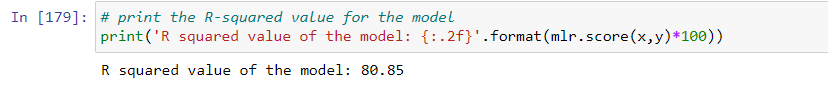 In [179]: # print the R-squared value for the model
print('R squared value of the model: {:.2f}'.format(mlr.score(x,y)*100))
R squared value of the model: 80.85